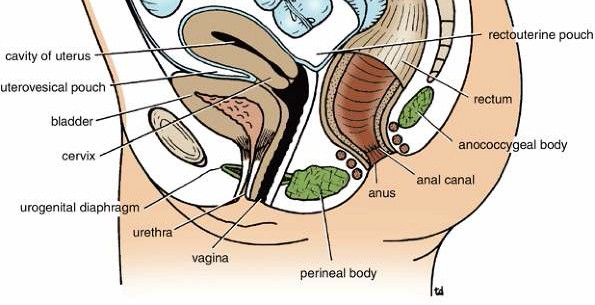 cavity of uterus
uterovesical pouch
bladder
cervix
urogenital diaphragm
urethra
vagina
perineal body
anus
anal canal
anococcygeal body
rectum
rectouterine pouch
td